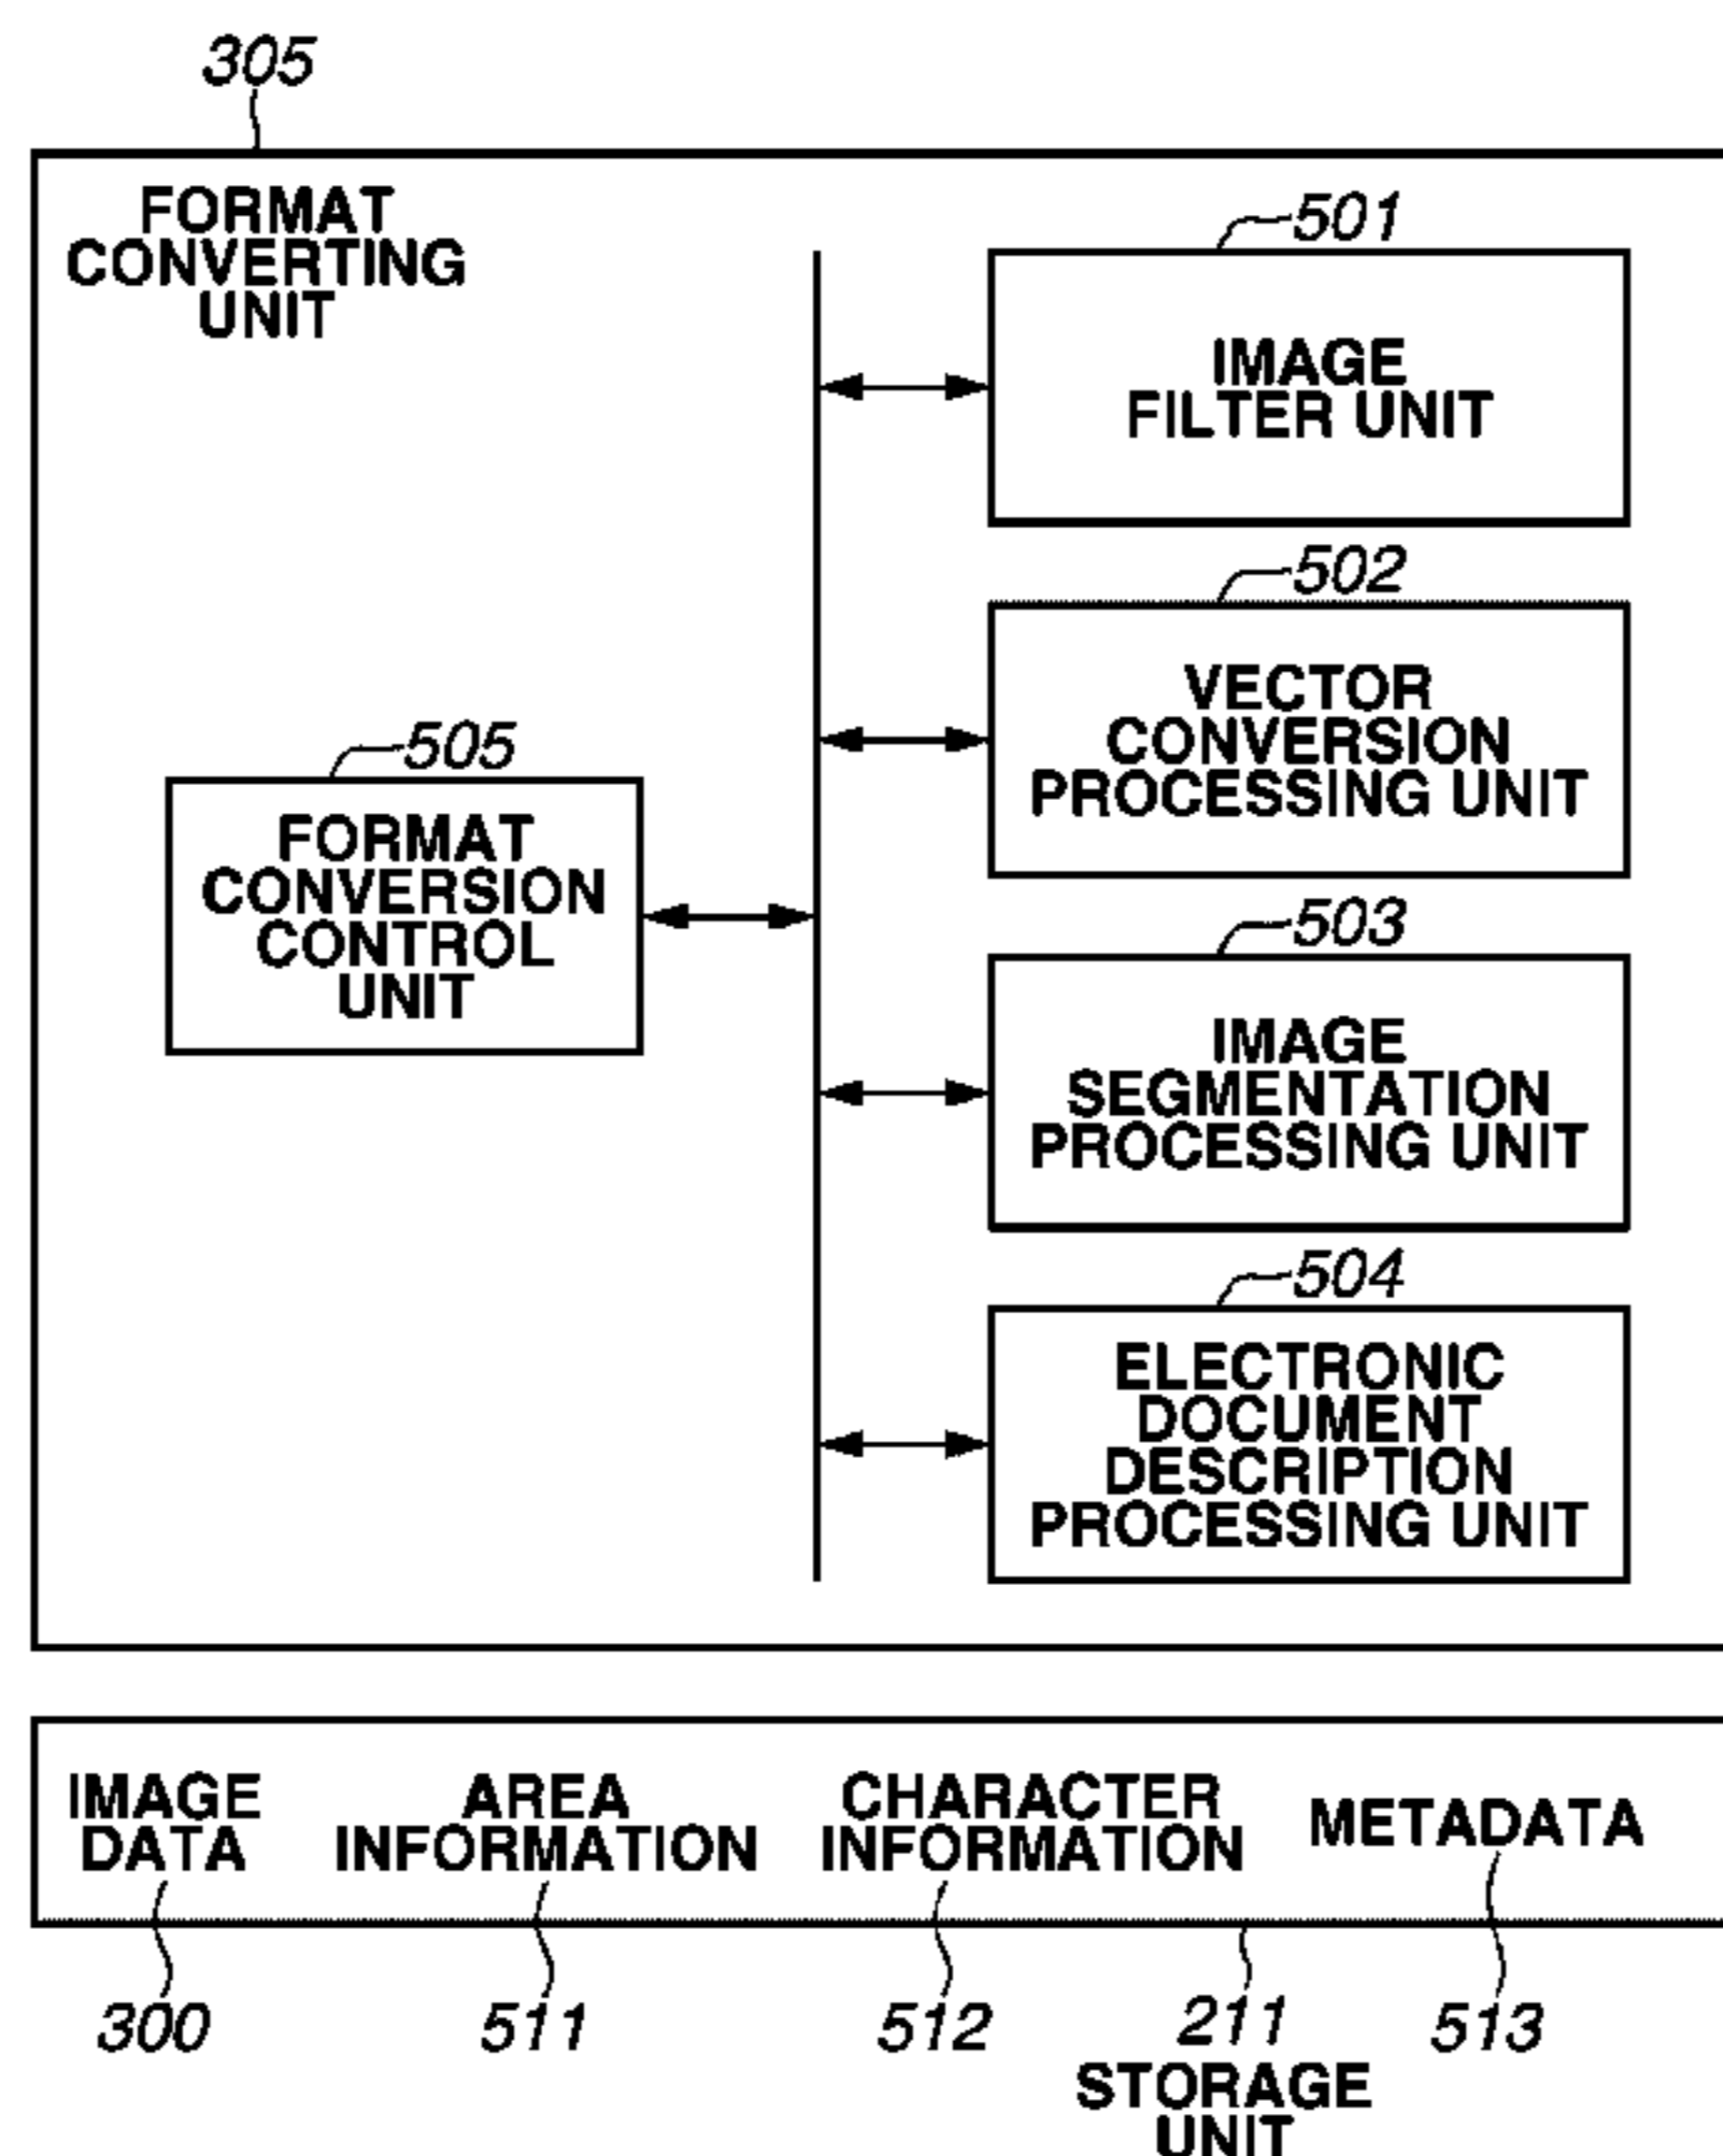 305
FORMAT
CONVERTING
UNIT
501
IMAGE
FILTER UNIT
502
VECTOR
CONVERSION
PROCESSING UNIT
505
FORMAT
CONVERSION
CONTROL
UNIT
503
IMAGE
SEGMENTATION
PROCESSING UNIT
504
ELECTRONIC
DOCUMENT
DESCRIPTION
PROCESSING UNIT
IMAGE
DATA
AREA
INFORMATION
CHARACTER
INFORMATION
METADATA
300
511
512
211
513
STORAGE
UNIT